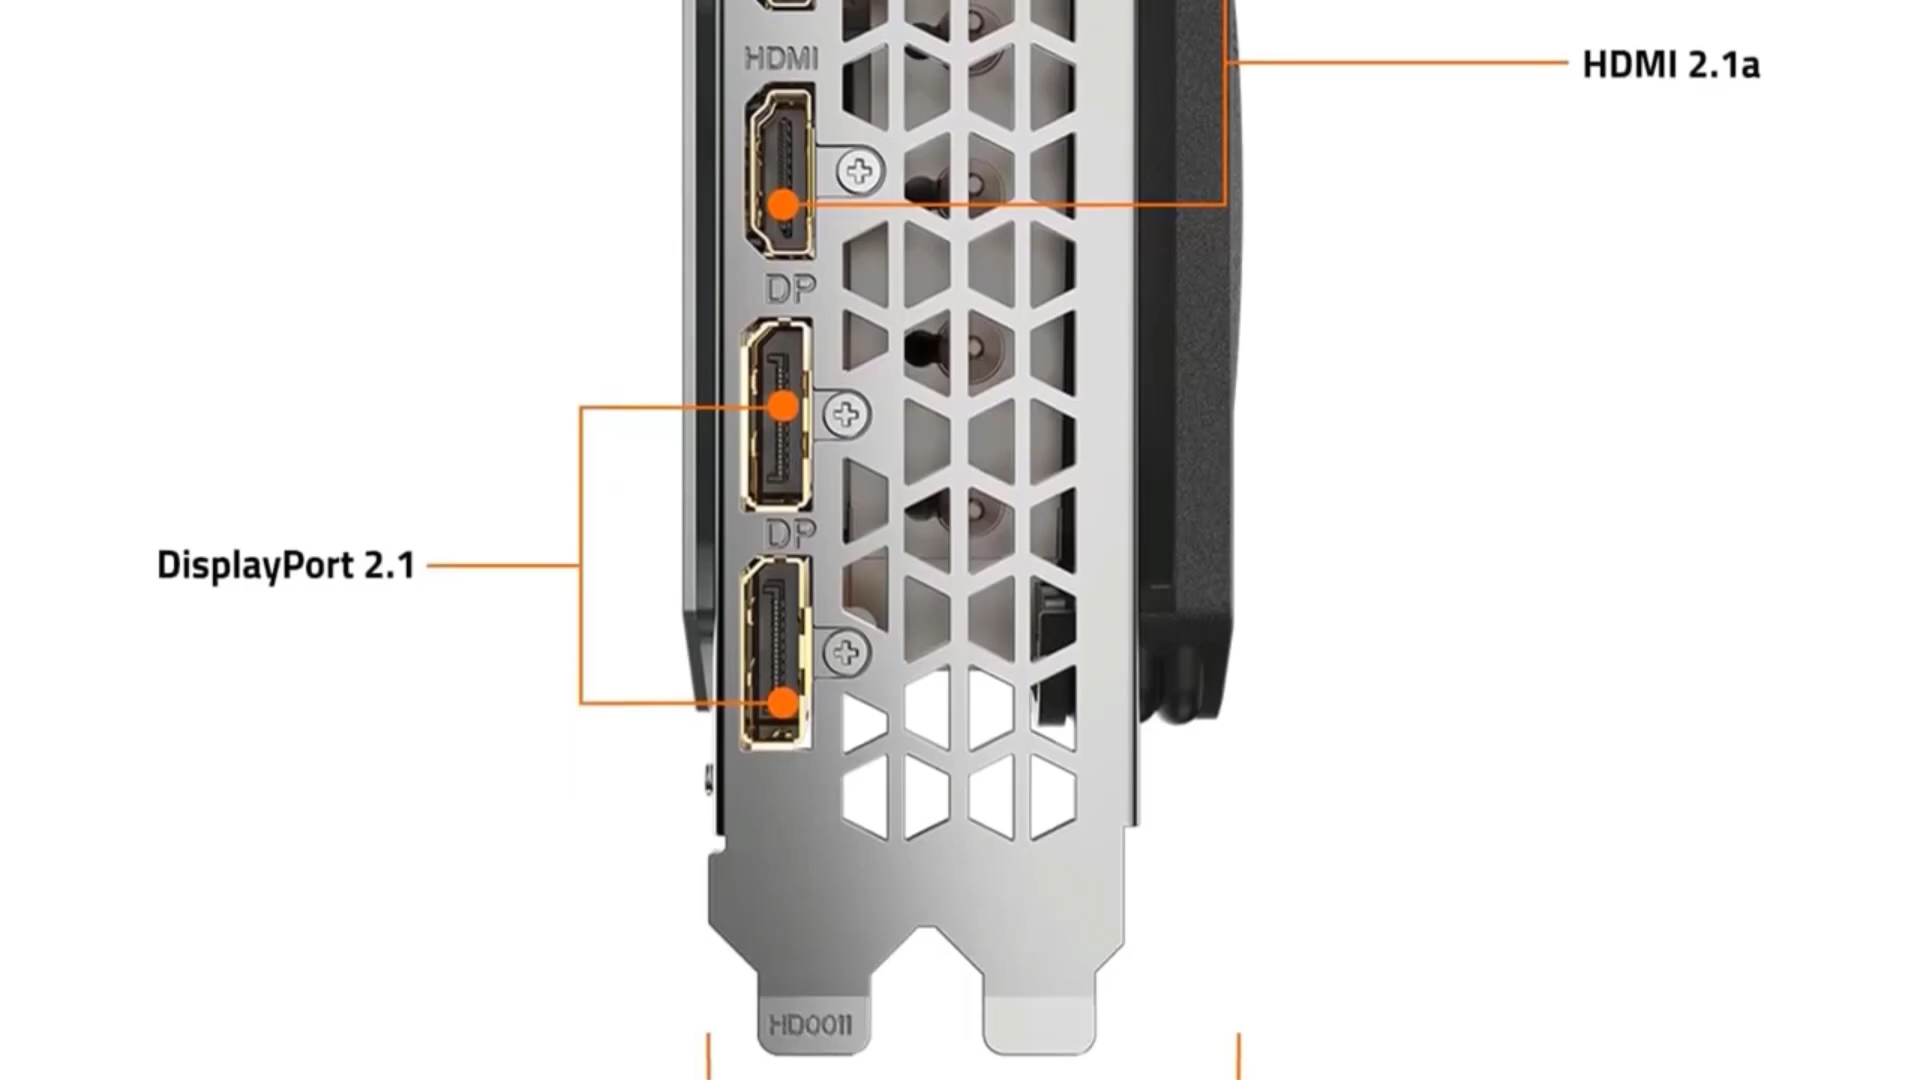 HDMI
HDMI 2.1a
DP
DP
DisplayPort 2.1
HD0011